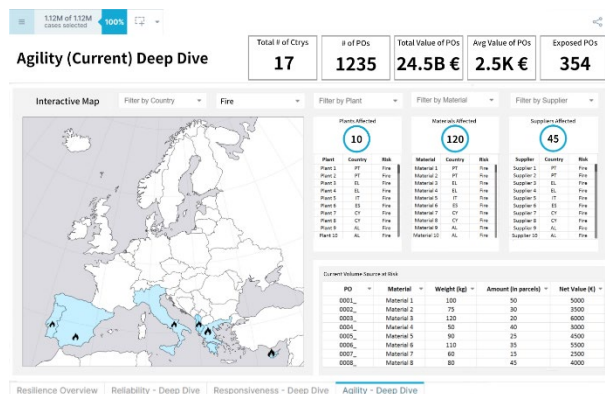 1.12M of 1.12M
cases selected
100%
Agility (Current) Deep Dive
Total # of Ctrys
17
# of POs
1235
Total Value of POs
24.5B €
Avg Value of POs
2.5K €
Exposed POs
354
Interactive Map
Filter by Country
Fire
Filter by Plant
Filter by Material
Filter by Supplier
Plants Affected
10
Plant Country Risk
Plant 1 PT Fire
Plant 2 PT Fire
Plant 3 EL Fire
Plant 4 EL Fire
Plant 5 IT Fire
Plant 6 ES Fire
Plant 7 CY Fire
Plant 8 CY Fire
Plant 9 AL Fire
Plant 10 AL Fire
Materials Affected
120
Material Country Risk
Material 1 PT Fire
Material 2 PT Fire
Material 3 EL Fire
Material 4 EL Fire
Material 5 IT Fire
Material 6 ES Fire
Material 7 CY Fire
Material 8 CY Fire
Material 9 AL Fire
Material 10 AL Fire
Suppliers Affected
45
Supplier Country Risk
Supplier 1 PT Fire
Supplier 2 PT Fire
Supplier 3 EL Fire
Supplier 4 EL Fire
Supplier 5 IT Fire
Supplier 6 ES Fire
Supplier 7 CY Fire
Supplier 8 CY Fire
Supplier 9 AL Fire
Supplier 10 AL Fire
Current Volume Source at Risk
PO Material Weight (kg) Amount (in parcels) Net Value (€)
0001_ Material 1 100 50 5000
0002_ Material 2 75 30 3500
0003_ Material 3 120 20 6000
0004_ Material 4 50 40 3000
0005_ Material 5 90 25 4500
0006_ Material 6 110 35 5500
0007_ Material 7 60 15 2500
0008_ Material 8 80 45 4000
Resilience Overview
Reliability - Deep Dive
Responsiveness - Deep Dive
Agility - Deep Dive